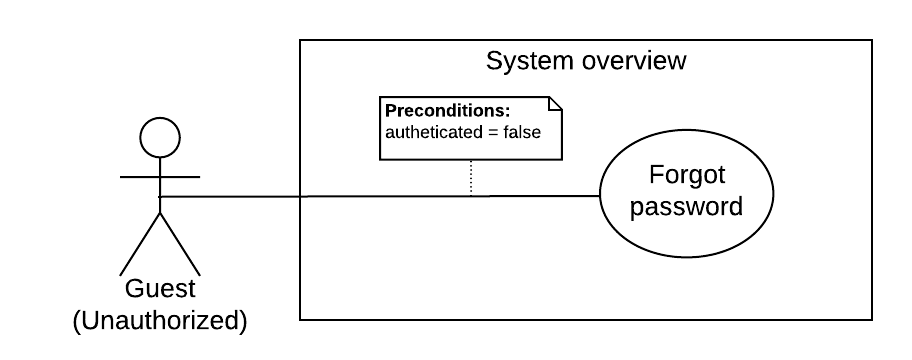 System overview
Preconditions:
autheticated = false
Forgot
password
Guest
(Unauthorized)